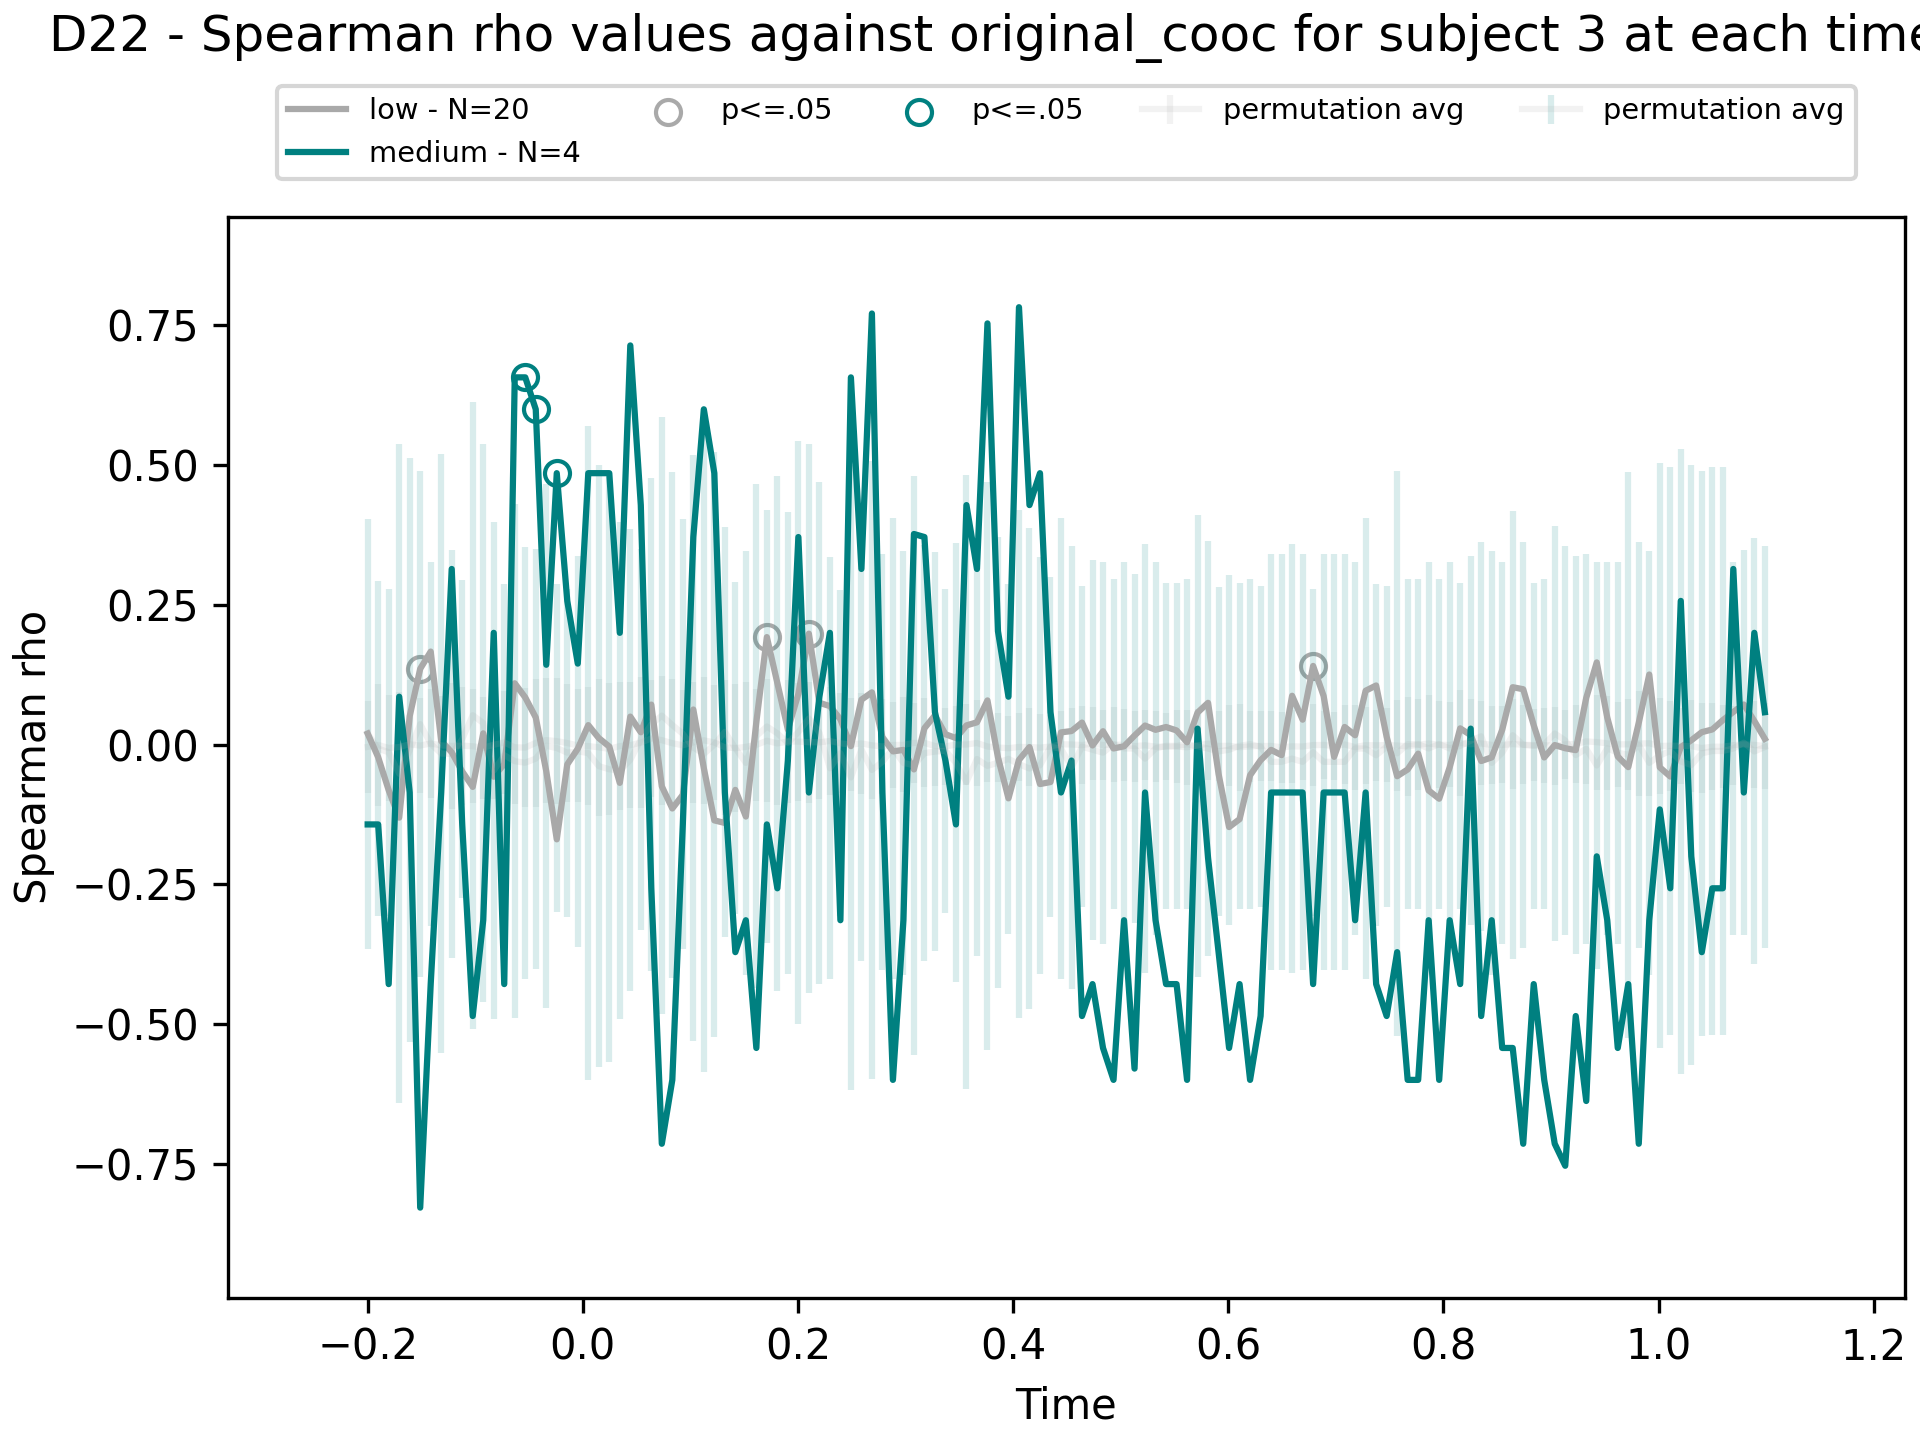 D22 - Spearman rho values against original_cooc for subject 3 at each time
low - N=20 p<=.05 p<=.05 permutation avg permutation avg
medium - N=4
0.75
0.50
0.25
0.00
−0.25
−0.50
−0.75
Spearman rho
−0.2 0.0 0.2 0.4 0.6 0.8 1.0 1.2
Time